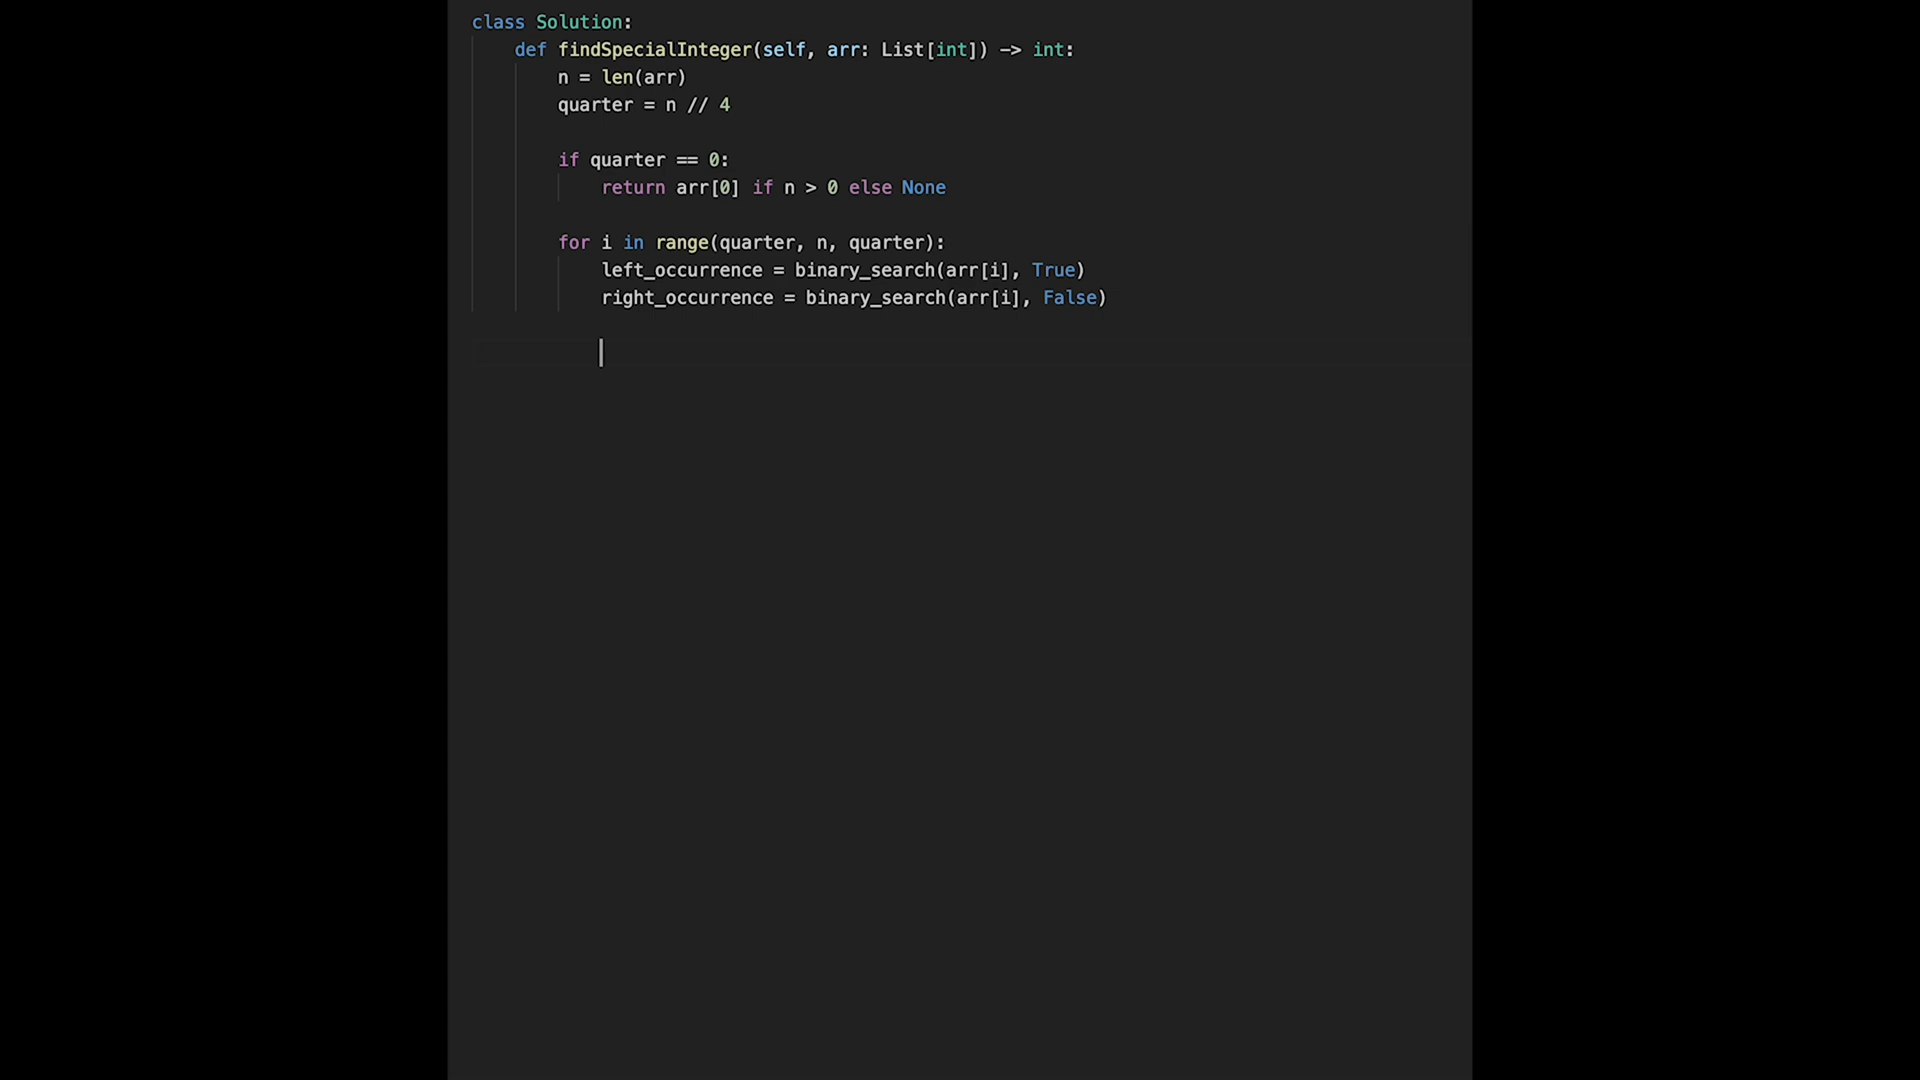 class Solution:
    def findSpecialInteger(self, arr: List[int]) -> int:
        n = len(arr)
        quarter = n // 4

        if quarter == 0:
            return arr[0] if n > 0 else None

        for i in range(quarter, n, quarter):
            left_occurrence = binary_search(arr[i], True)
            right_occurrence = binary_search(arr[i], False)